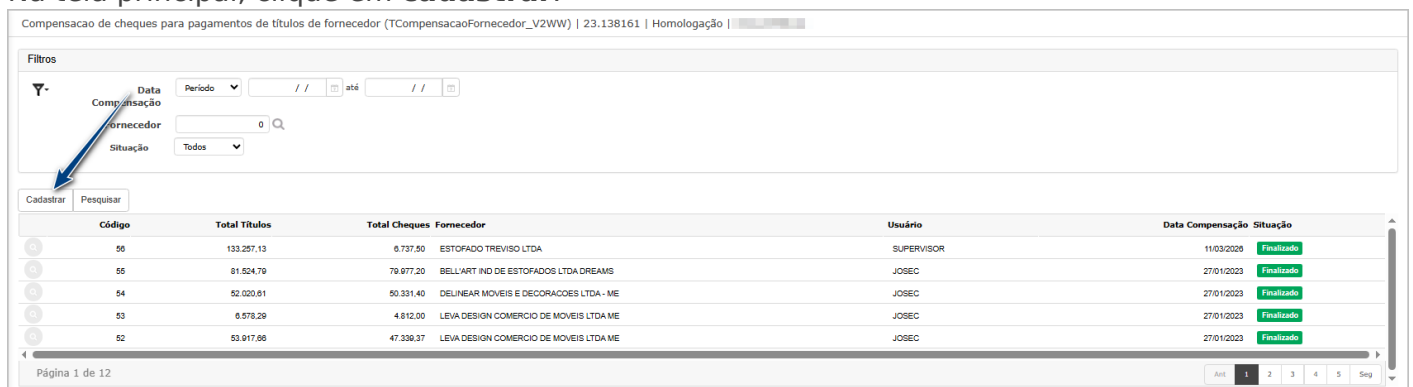 Na tela principal, clique em Cadastrar.
Compensacao de cheques para pagamentos de títulos de fornecedor (TCompensacaoFornecedor_V2WW) | 23.138161 | Homologação |
Filtros
Data Compensação Período / / até / /
Fornecedor 0
Situação Todos
Cadastrar Pesquisar
Código Total Títulos Total Cheques Fornecedor Usuário Data Compensação Situação
56 133.257,13 6.737,50 ESTOFADO TREVISO LTDA SUPERVISOR 11/03/2026 Finalizado
55 81.524,79 79.977,20 BELL'ART IND DE ESTOFADOS LTDA DREAMS JOSEC 27/01/2023 Finalizado
54 52.020,61 50.331,40 DELINEAR MOVEIS E DECORACOES LTDA - ME JOSEC 27/01/2023 Finalizado
53 6.578,29 4.812,00 LEVA DESIGN COMERCIO DE MOVEIS LTDA ME JOSEC 27/01/2023 Finalizado
52 53.917,66 47.339,37 LEVA DESIGN COMERCIO DE MOVEIS LTDA ME JOSEC 27/01/2023 Finalizado
Página 1 de 12 Ant 1 2 3 4 5 Seg